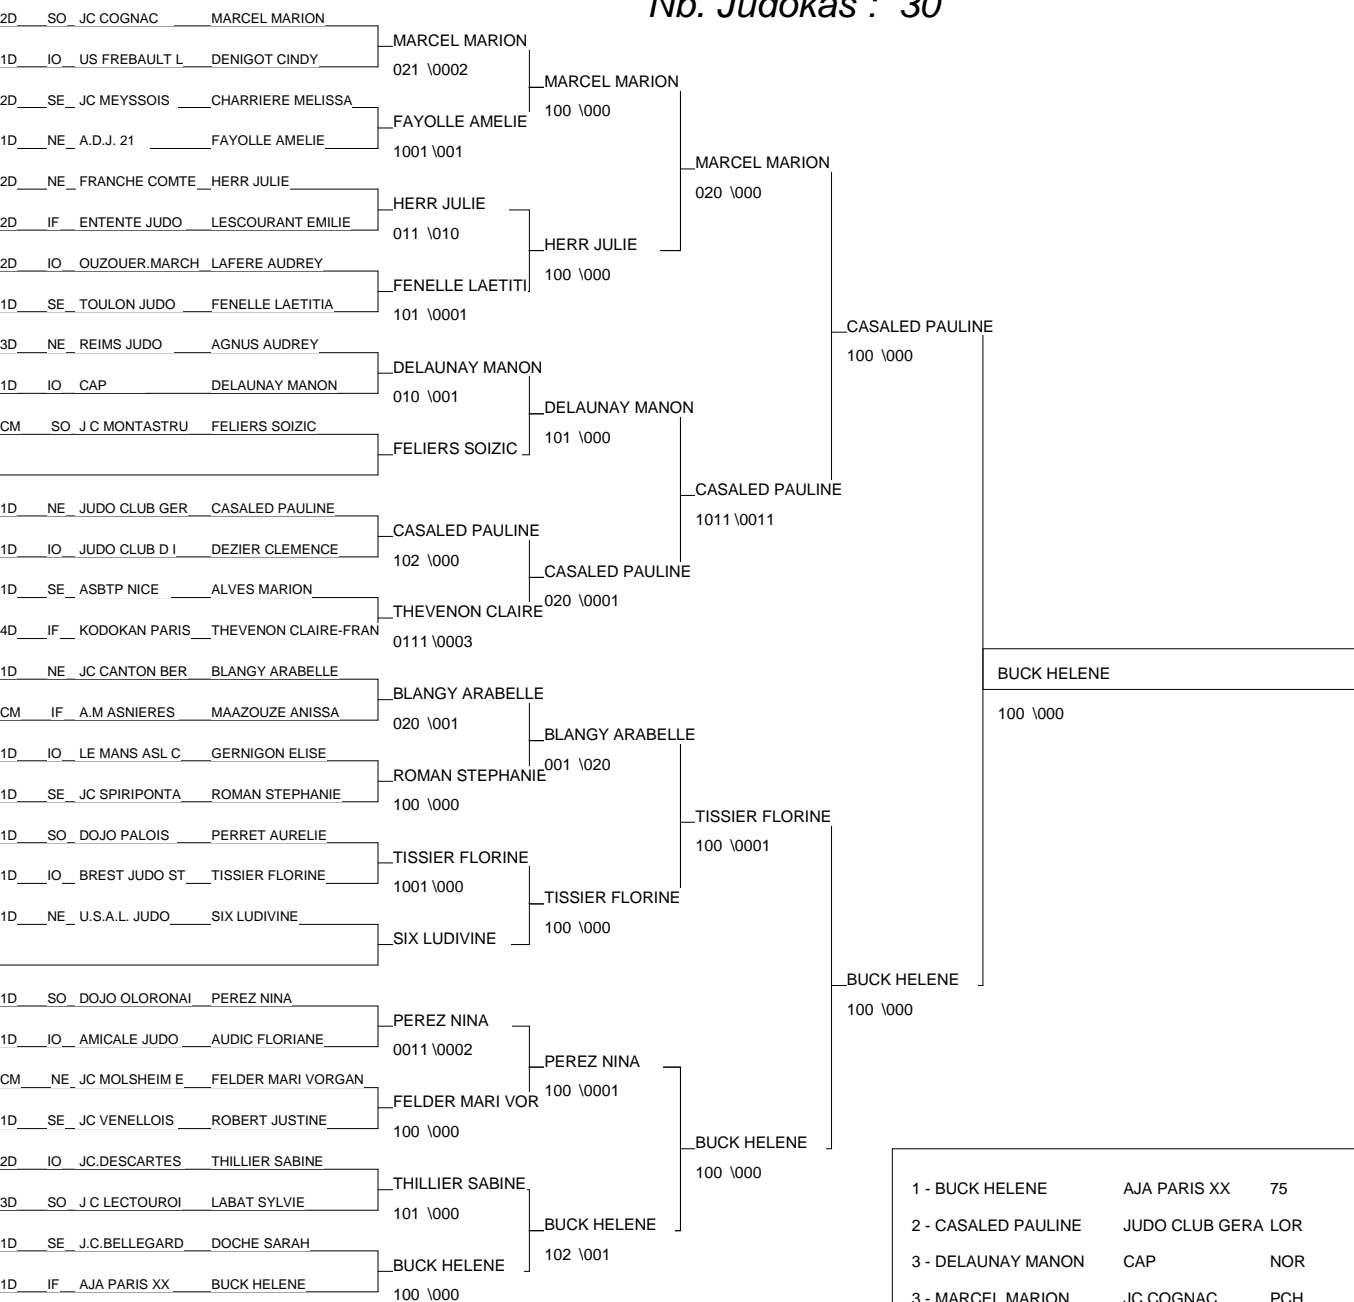 Nb. Judokas : 30
2D SO JC COGNAC MARCEL MARION
MARCEL MARION
1D IO US FREBAULT L DENIGOT CINDY
021 \0002
MARCEL MARION
2D SE JC MEYSSOIS CHARRIERE MELISSA
100 \000
FAYOLLE AMELIE
1D NE A.D.J. 21 FAYOLLE AMELIE
1001 \001
MARCEL MARION
2D NE FRANCHE COMTE HERR JULIE
020 \000
HERR JULIE
2D IF ENTENTE JUDO LESCOURANT EMILIE
011 \010
HERR JULIE
2D IO OUZOUER.MARCH LAFERE AUDREY
100 \000
FENELLE LAETITI
1D SE TOULON JUDO FENELLE LAETITIA
101 \0001
CASALED PAULINE
3D NE REIMS JUDO AGNUS AUDREY
100 \000
DELAUNAY MANON
1D IO CAP DELAUNAY MANON
010 \001
DELAUNAY MANON
CM SO J C MONTASTRU FELIERS SOIZIC
101 \000
FELIERS SOIZIC
CASALED PAULINE
1D NE JUDO CLUB GER CASALED PAULINE
1011 \0011
CASALED PAULINE
1D IO JUDO CLUB D I DEZIER CLEMENCE
102 \000
CASALED PAULINE
1D SE ASBTP NICE ALVES MARION
020 \0001
THEVENON CLAIRE
4D IF KODOKAN PARIS THEVENON CLAIRE-FRAN
0111 \0003
1D NE JC CANTON BER BLANGY ARABELLE
BUCK HELENE
BLANGY ARABELLE
CM IF A.M ASNIERES MAAZOUZE ANISSA
100 \000
020 \001
BLANGY ARABELLE
1D IO LE MANS ASL C GERNIGON ELISE
001 \020
ROMAN STEPHANIE
1D SE JC SPIRIPONTA ROMAN STEPHANIE
100 \000
TISSIER FLORINE
1D SO DOJO PALOIS PERRET AURELIE
100 \0001
TISSIER FLORINE
1D IO BREST JUDO ST TISSIER FLORINE
1001 \000
TISSIER FLORINE
1D NE U.S.A.L. JUDO SIX LUDIVINE
100 \000
SIX LUDIVINE
BUCK HELENE
1D SO DOJO OLORONAI PEREZ NINA
100 \000
PEREZ NINA
1D IO AMICALE JUDO AUDIC FLORIANE
0011 \0002
PEREZ NINA
CM NE JC MOLSHEIM E FELDER MARI VORGAN
100 \0001
FELDER MARI VOR
1D SE JC VENELLOIS ROBERT JUSTINE
100 \000
BUCK HELENE
2D IO JC.DESCARTES THILLIER SABINE
100 \000
THILLIER SABINE
3D SO J C LECTOUROI LABAT SYLVIE
101 \000
BUCK HELENE
1D SE J.C.BELLEGARD DOCHE SARAH
102 \001
BUCK HELENE
1D IF AJA PARIS XX BUCK HELENE
100 \000
1 - BUCK HELENE AJA PARIS XX 75
2 - CASALED PAULINE JUDO CLUB GERA LOR
3 - DELAUNAY MANON CAP NOR
3 - MARCEL MARION JC COGNAC PCH